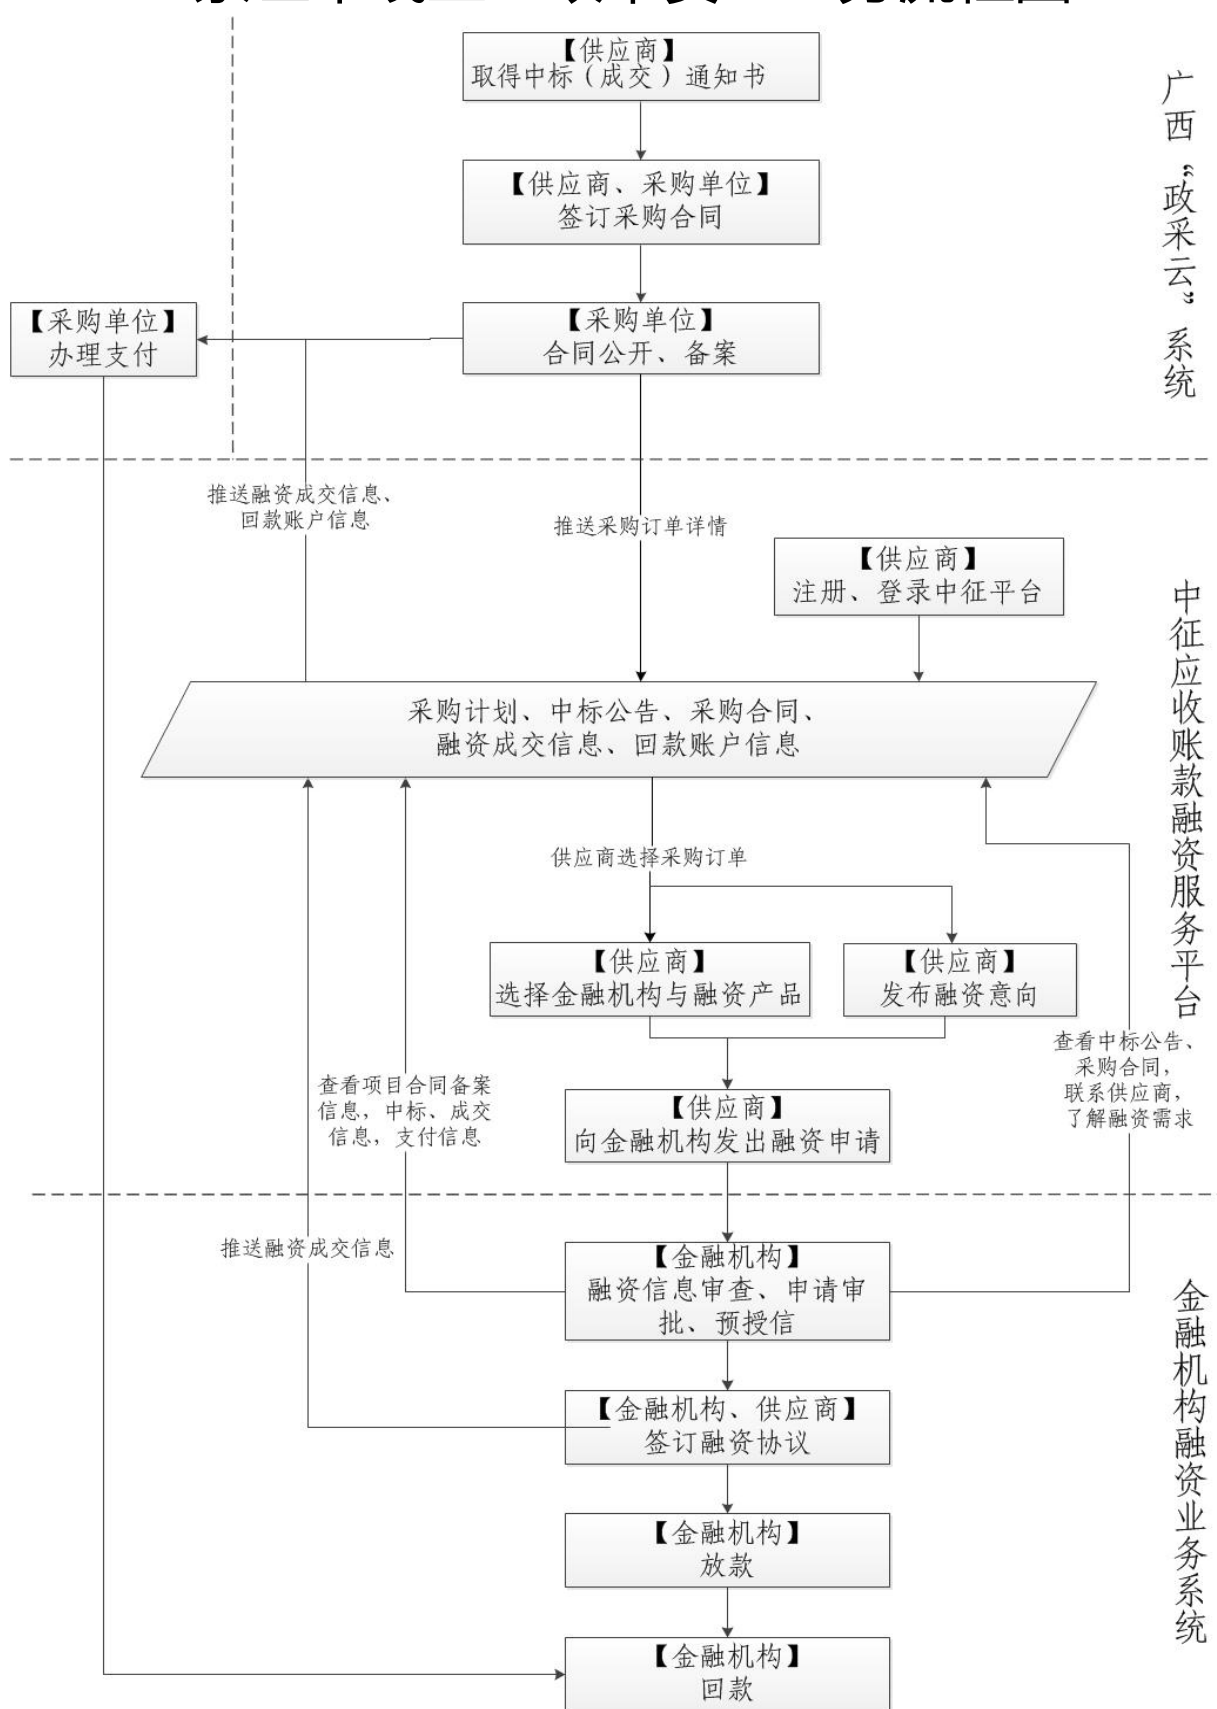 【供应商】
取得中标（成交）通知书
广西“政采云”系统
【供应商、采购单位】
签订采购合同
【采购单位】
办理支付
【采购单位】
合同公开、备案
推送融资成交信息、
回款账户信息
推送采购订单详情
【供应商】
注册、登录中征平台
中征应收账款融资服务平台
采购计划、中标公告、采购合同、
融资成交信息、回款账户信息
供应商选择采购订单
【供应商】
选择金融机构与融资产品
【供应商】
发布融资意向
查看中标公告、
采购合同，
联系供应商，
了解融资需求
查看项目合同备案
信息，中标、成交
信息，支付信息
【供应商】
向金融机构发出融资申请
推送融资成交信息
【金融机构】
融资信息审查、申请审
批、预授信
金融机构融资业务系统
【金融机构、供应商】
签订融资协议
【金融机构】
放款
【金融机构】
回款